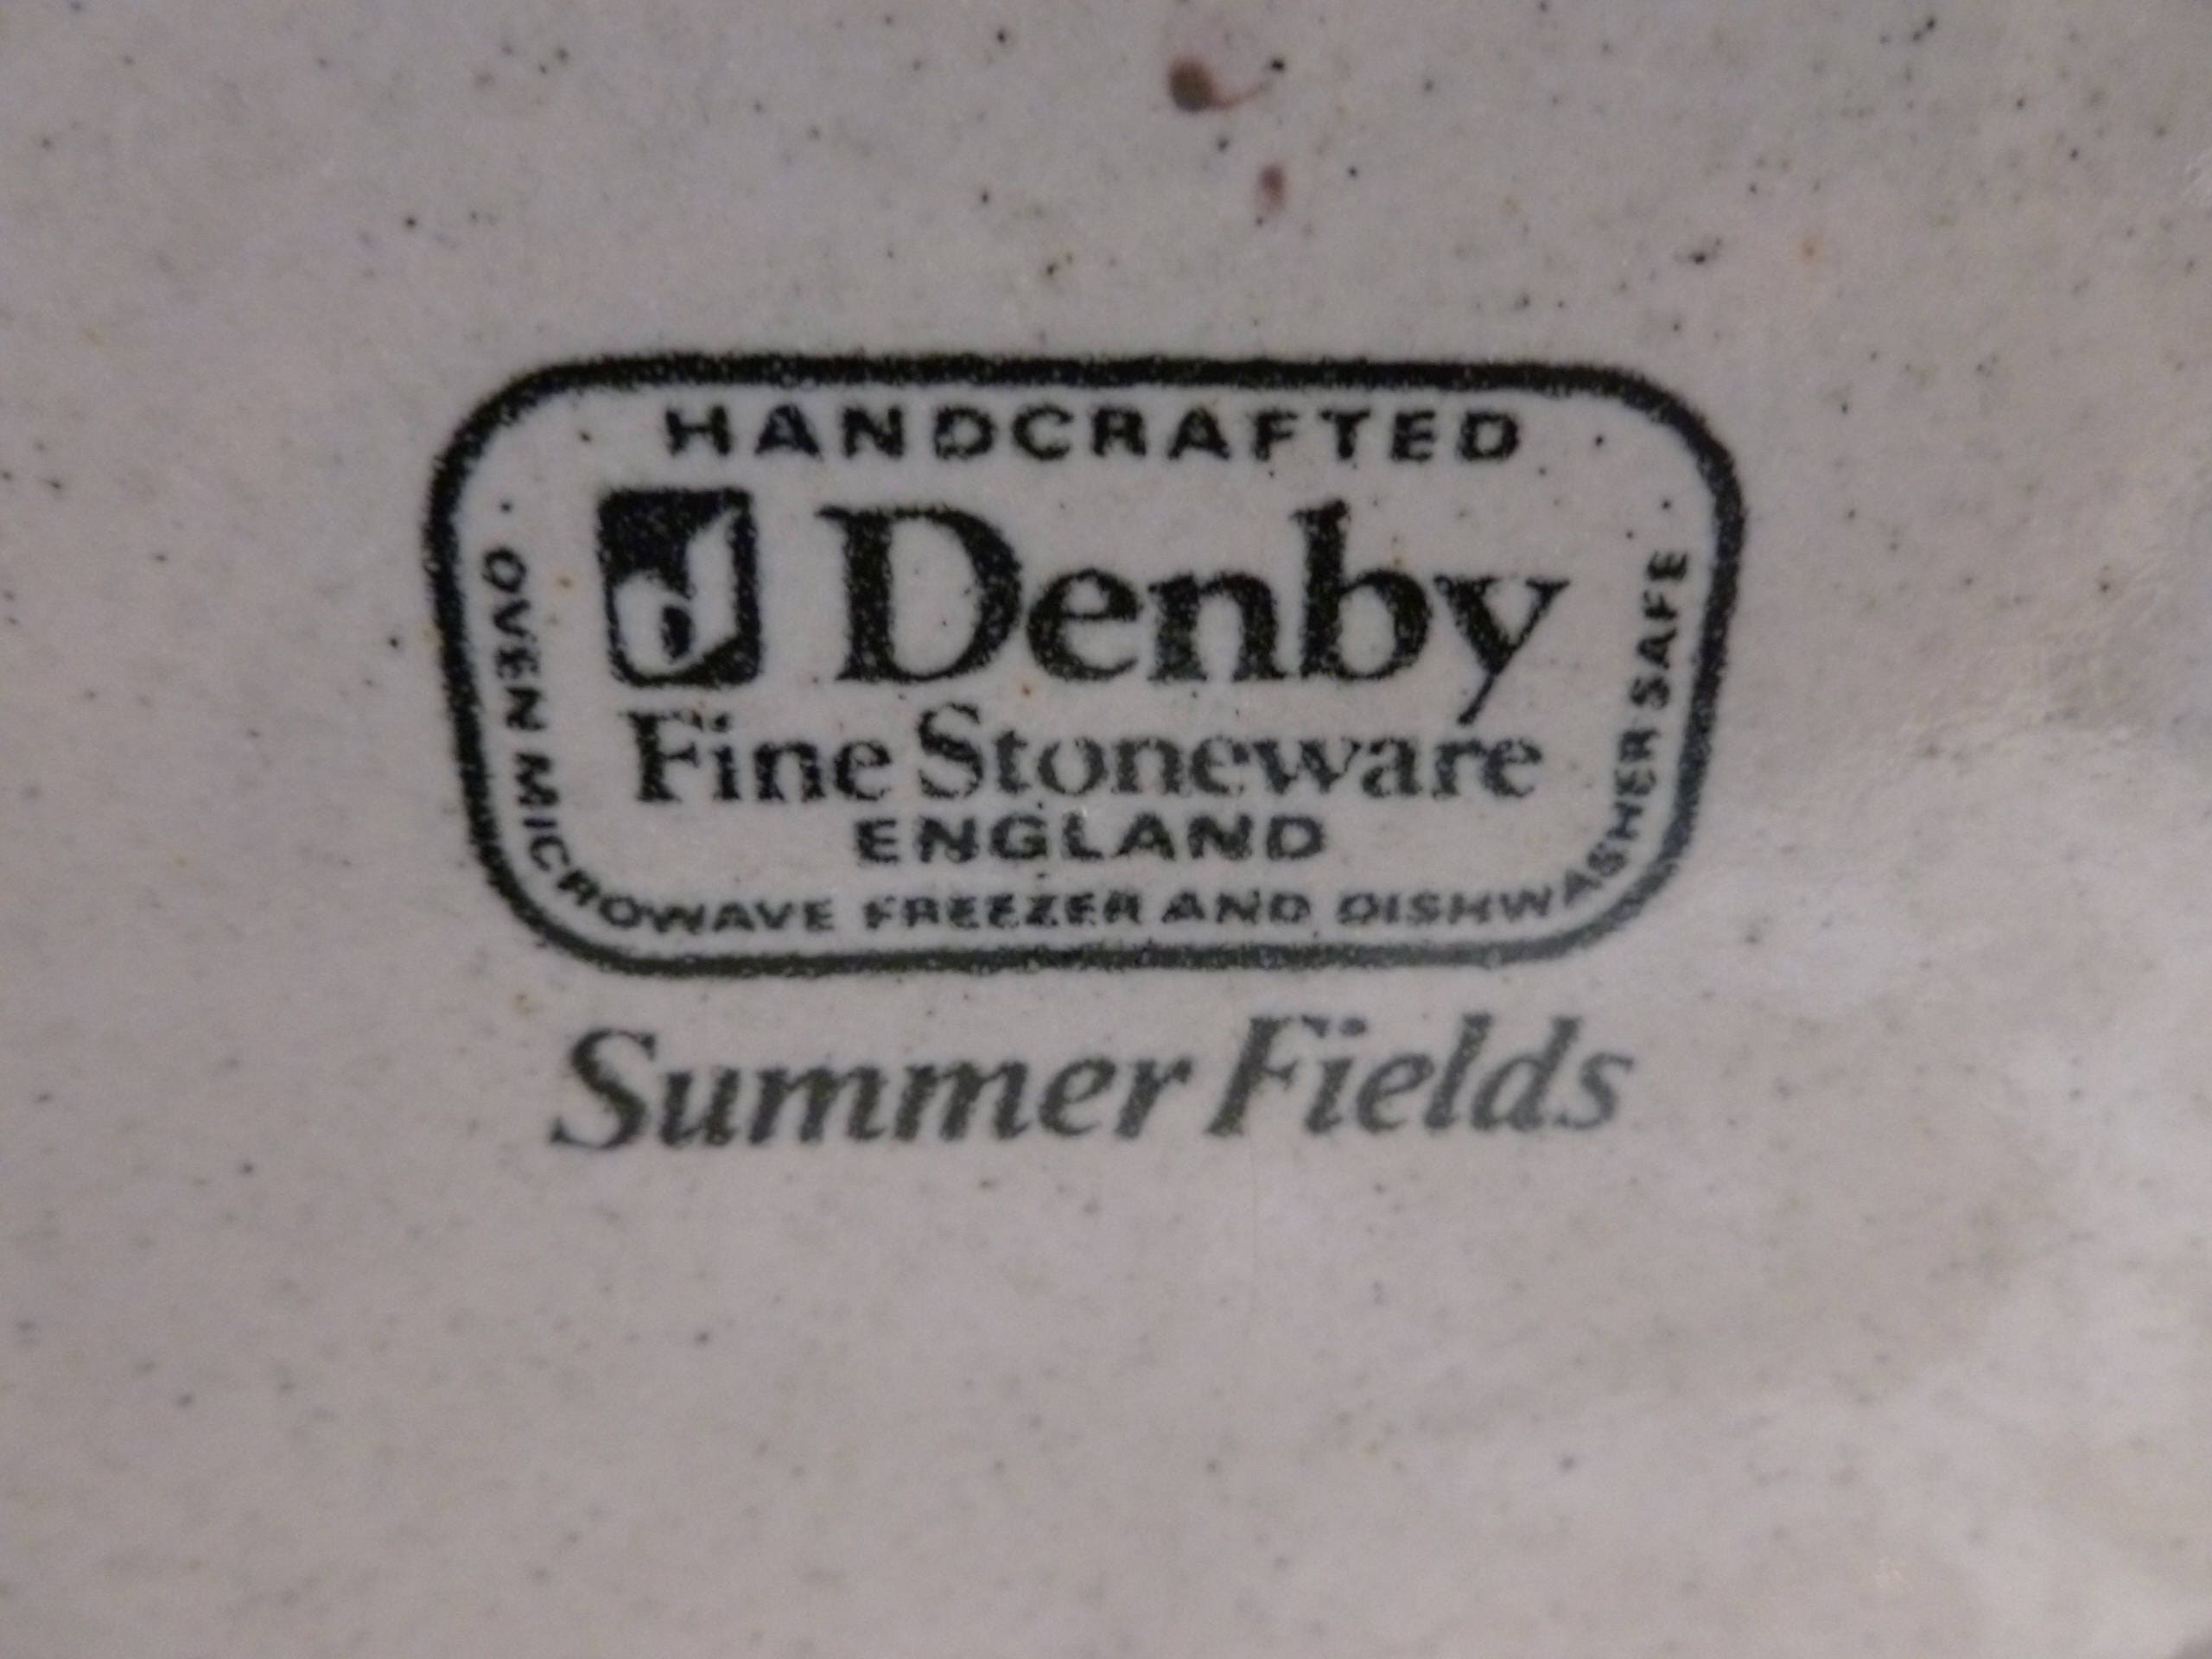 HANDCRAFTED
Denby
Fine Stoneware
ENGLAND
OVEN MICROWAVE FREEZER AND DISHWASHER SAFE
Summer Fields